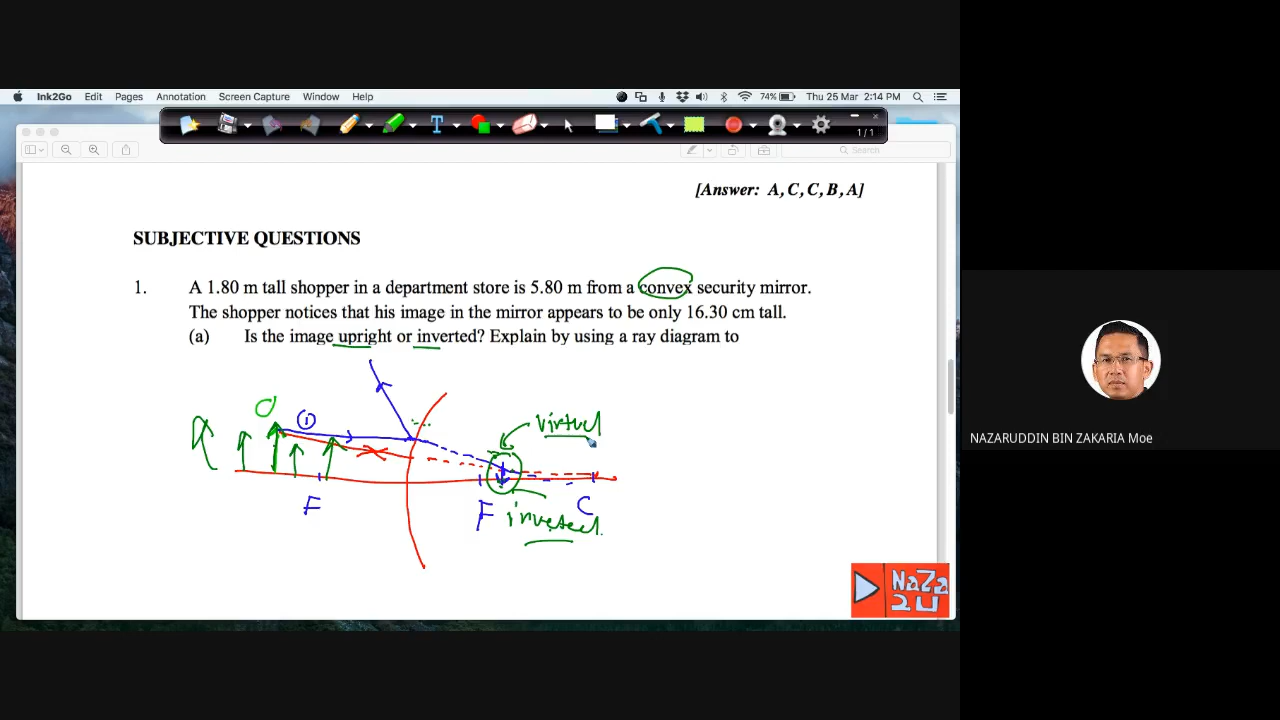 Ink2Go Edit Pages Annotation Screen Capture Window Help 74% Thu 25 Mar 2:14 PM
T
1/1
Search
[Answer: A, C, C, B, A]
SUBJECTIVE QUESTIONS
1. A 1.80 m tall shopper in a department store is 5.80 m from a convex security mirror.
The shopper notices that his image in the mirror appears to be only 16.30 cm tall.
(a) Is the image upright or inverted? Explain by using a ray diagram to
O
1
virtuel
F
F
C
inveteel.
NaZa
2U
NAZARUDDIN BIN ZAKARIA Moe